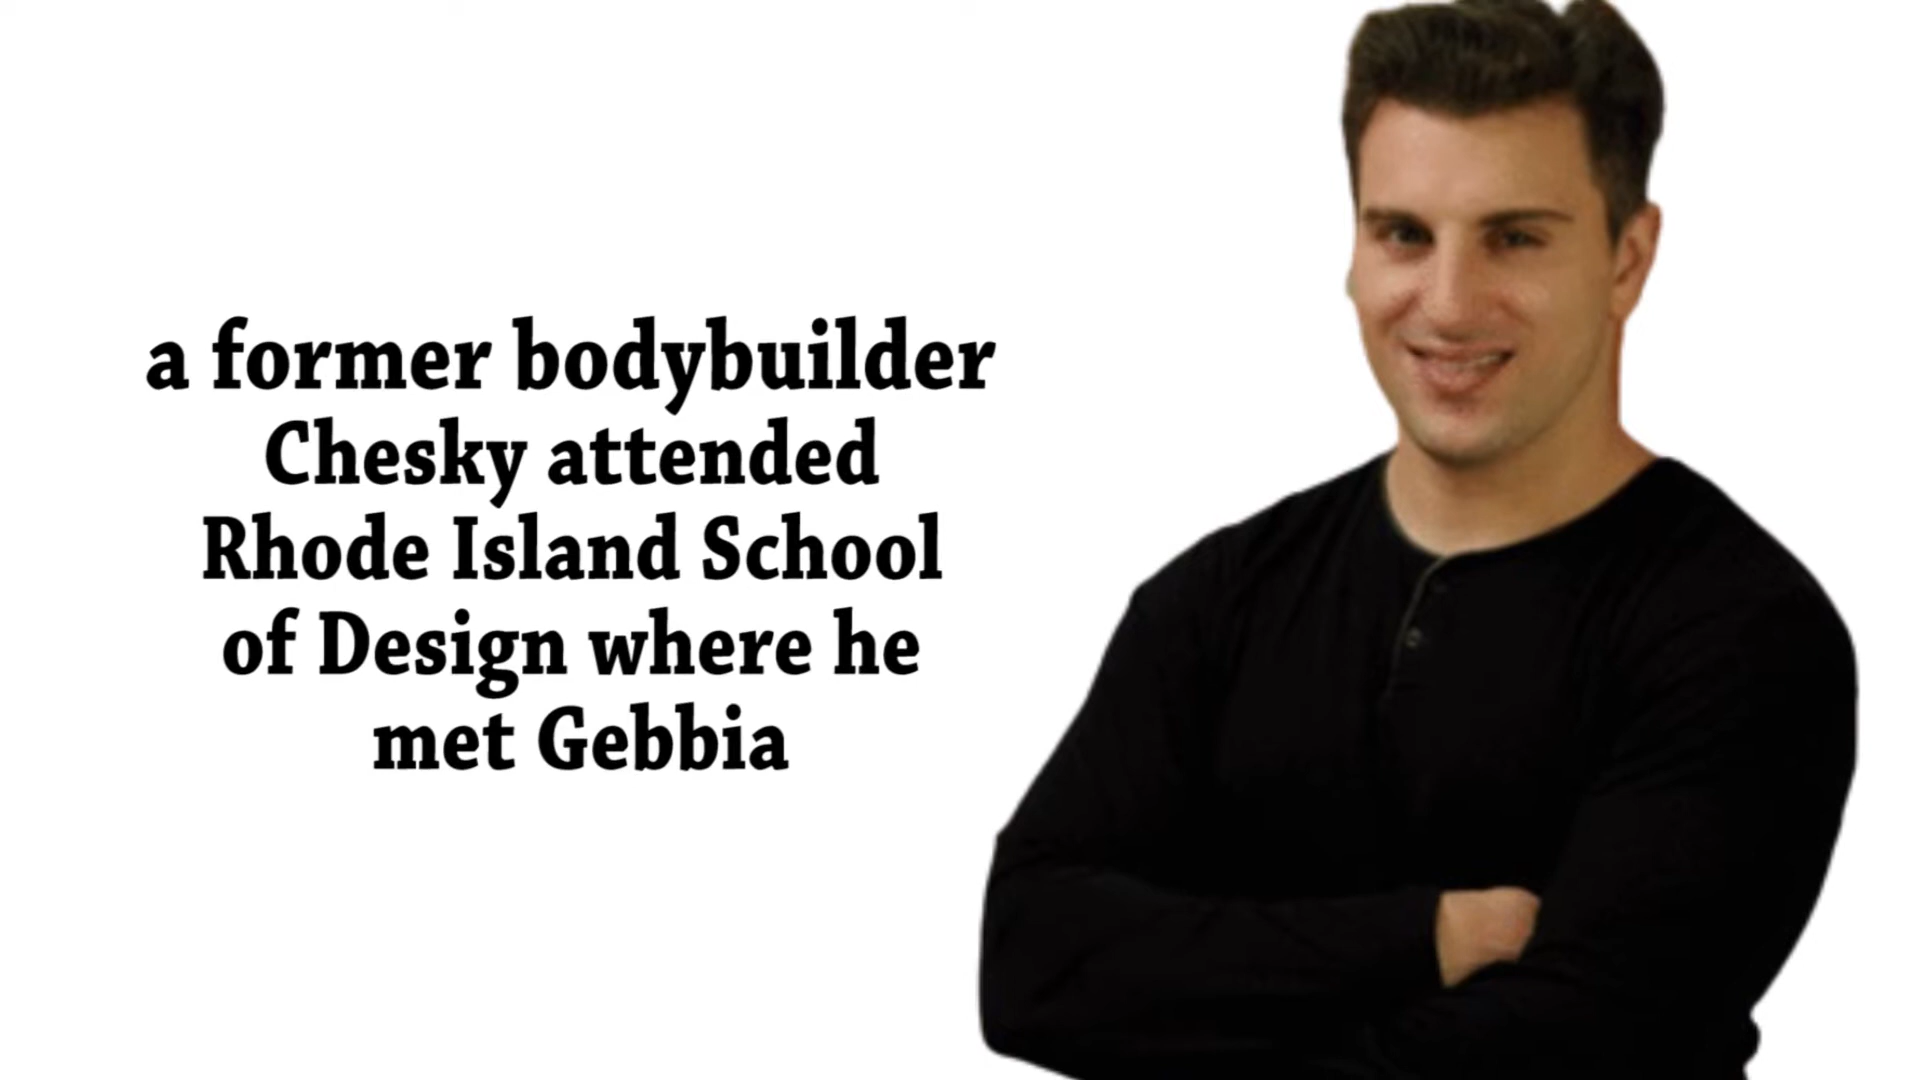 a former bodybuilder
Chesky attended
Rhode Island School
of Design where he
met Gebbia